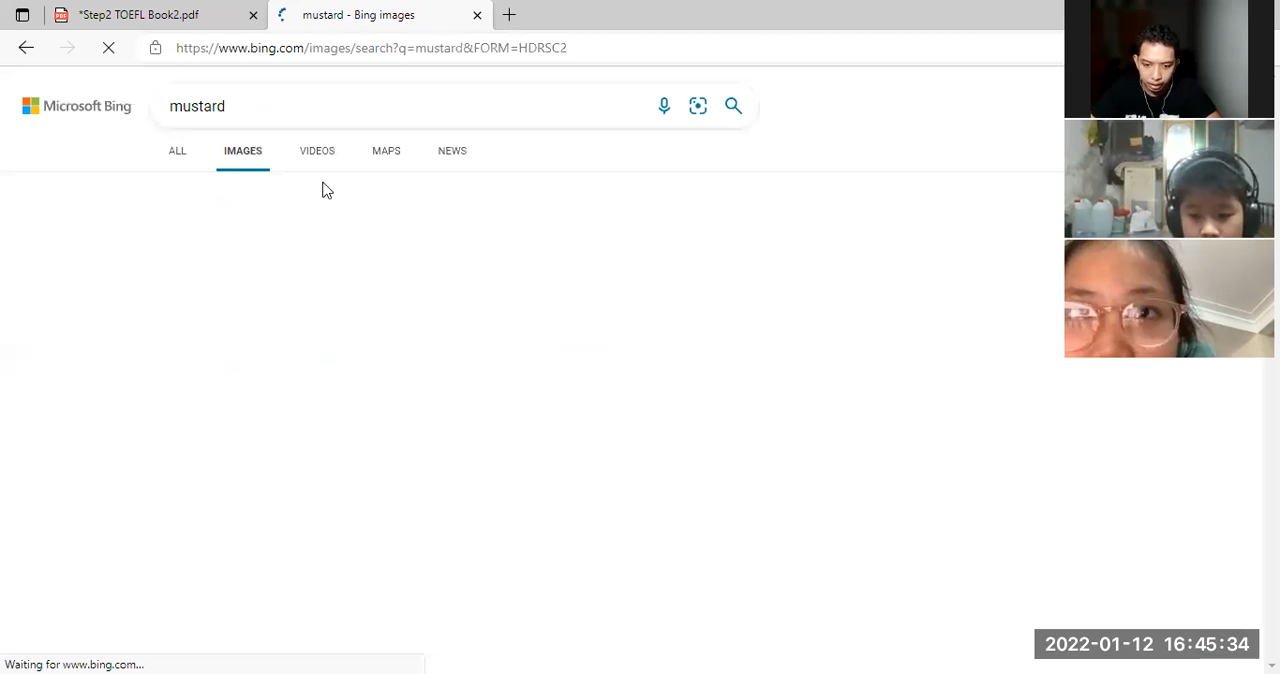 *Step2 TOEFL Book2.pdf
mustard - Bing images
https://www.bing.com/images/search?q=mustard&FORM=HDRSC2
Microsoft Bing
mustard
ALL IMAGES VIDEOS MAPS NEWS
2022-01-12 16:45:34
Waiting for www.bing.com...